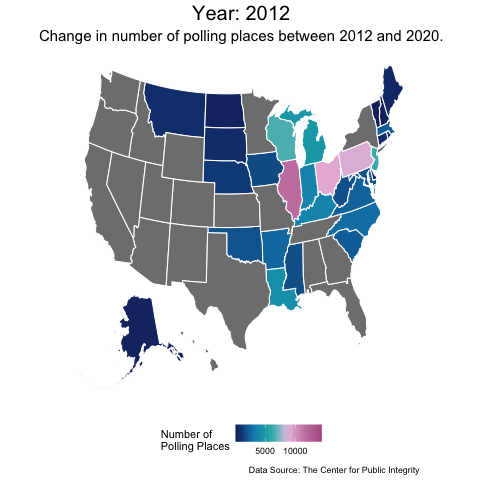 Year: 2012
Change in number of polling places between 2012 and 2020.
Number of
Polling Places
5000 10000
Data Source: The Center for Public Integrity